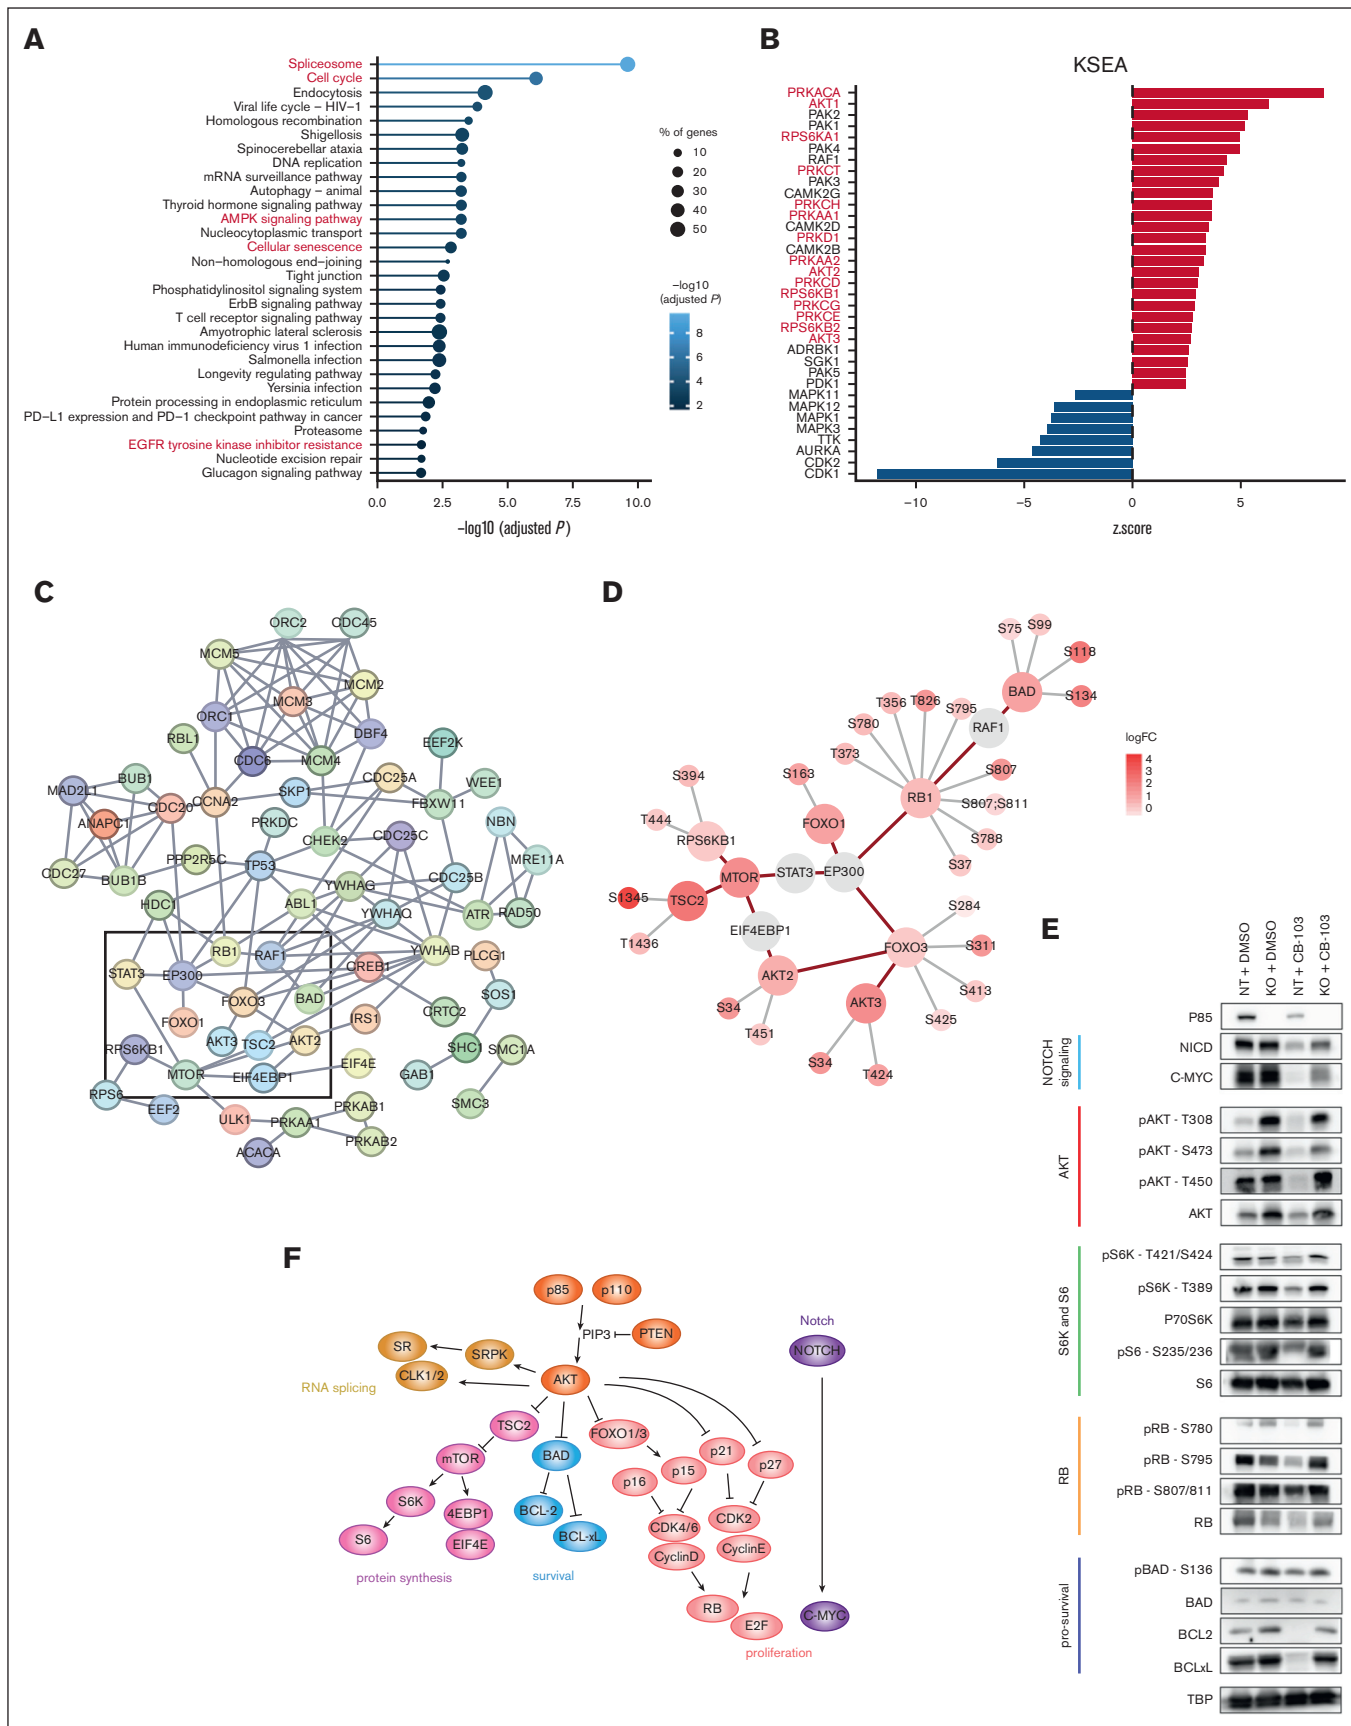 A
Spliceosome
Cell cycle
Endocytosis
Viral life cycle – HIV–1
Homologous recombination
Shigellosis
Spinocerebellar ataxia
DNA replication
mRNA surveillance pathway
Autophagy – animal
Thyroid hormone signaling pathway
AMPK signaling pathway
Nucleocytoplasmic transport
Cellular senescence
Non–homologous end–joining
Tight junction
Phosphatidylinositol signaling system
ErbB signaling pathway
T cell receptor signaling pathway
Amyotrophic lateral sclerosis
Human immunodeficiency virus 1 infection
Salmonella infection
Longevity regulating pathway
Yersinia infection
Protein processing in endoplasmic reticulum
PD–L1 expression and PD–1 checkpoint pathway in cancer
Proteasome
EGFR tyrosine kinase inhibitor resistance
Nucleotide excision repair
Glucagon signaling pathway
0.0 2.5 5.0 7.5 10.0
–log10 (adjusted P)
% of genes
10
20
30
40
50
–log10
(adjusted P)
8
6
4
2
B
KSEA
PRKACA
AKT1
PAK2
PAK1
RPS6KA1
PAK4
RAF1
PRKCT
PAK3
CAMK2G
PRKCH
PRKAA1
CAMK2D
PRKD1
CAMK2B
PRKAA2
AKT2
PRKCD
RPS6KB1
PRKCG
PRKCE
RPS6KB2
AKT3
ADRBK1
SGK1
PAK5
PDK1
MAPK11
MAPK12
MAPK1
MAPK3
TTK
AURKA
CDK2
CDK1
–10 –5 0 5
z.score
C
ORC2 CDC45
MCM5
MCM2
MCM3
ORC1
DBF4
RBL1
EEF2K
CDC6 MCM4
BUB1 CDC25A WEE1
MAD2L1 SKP1
CDC20 CCNA2 FBXW11
ANAPC1 PRKDC NBN
CHEK2 CDC25C
PPP2R5C TP53 MRE11A
CDC27 BUB1B CDC25B
YWHAG
HDC1 ABL1 YWHAQ ATR RAD50
RB1 RAF1 YWHAB PLCG1
STAT3 EP300 CREB1
FOXO3 BAD SOS1
FOXO1 IRS1 CRTC2
AKT3 TSC2 AKT2
RPS6KB1 SHC1 SMC1A
MTOR EIF4EBP1 EIF4E
GAB1
RPS6 EEF2 PRKAB1 SMC3
ULK1 PRKAA1
PRKAB2
ACACA
D
S75 S99
S118
BAD S134
T356 T826 S795
RAF1
S780
T373
S394 S163 S807
RB1
S807;S811
T444 FOXO1
RPS6KB1 S788
MTOR STAT3 EP300 S37
S1345 TSC2
S284
EIF4EBP1
T1436 FOXO3 S311
AKT2
S413
S34 AKT3
T451 S425
S34 T424
logFC
4
3
2
1
0
E
NT + DMSO
KO + DMSO
NT + CB-103
KO + CB-103
P85
NOTCH
signaling
NICD
C-MYC
AKT
pAKT - T308
pAKT - S473
pAKT - T450
AKT
S6K and S6
pS6K - T421/S424
pS6K - T389
P70S6K
pS6 - S235/236
S6
RB
pRB - S780
pRB - S795
pRB - S807/811
RB
pro-survival
pBAD - S136
BAD
BCL2
BCLxL
TBP
F
p85 p110
PIP3 PTEN
SR SRPK
CLK1/2 AKT
RNA splicing
TSC2 FOXO1/3
mTOR BAD p21
p16 p15 p27
S6K 4EBP1 BCL-2 CDK4/6 CDK2
S6 EIF4E BCL-xL CyclinD CyclinE
protein synthesis
survival
RB
E2F
proliferation
Notch
NOTCH
C-MYC